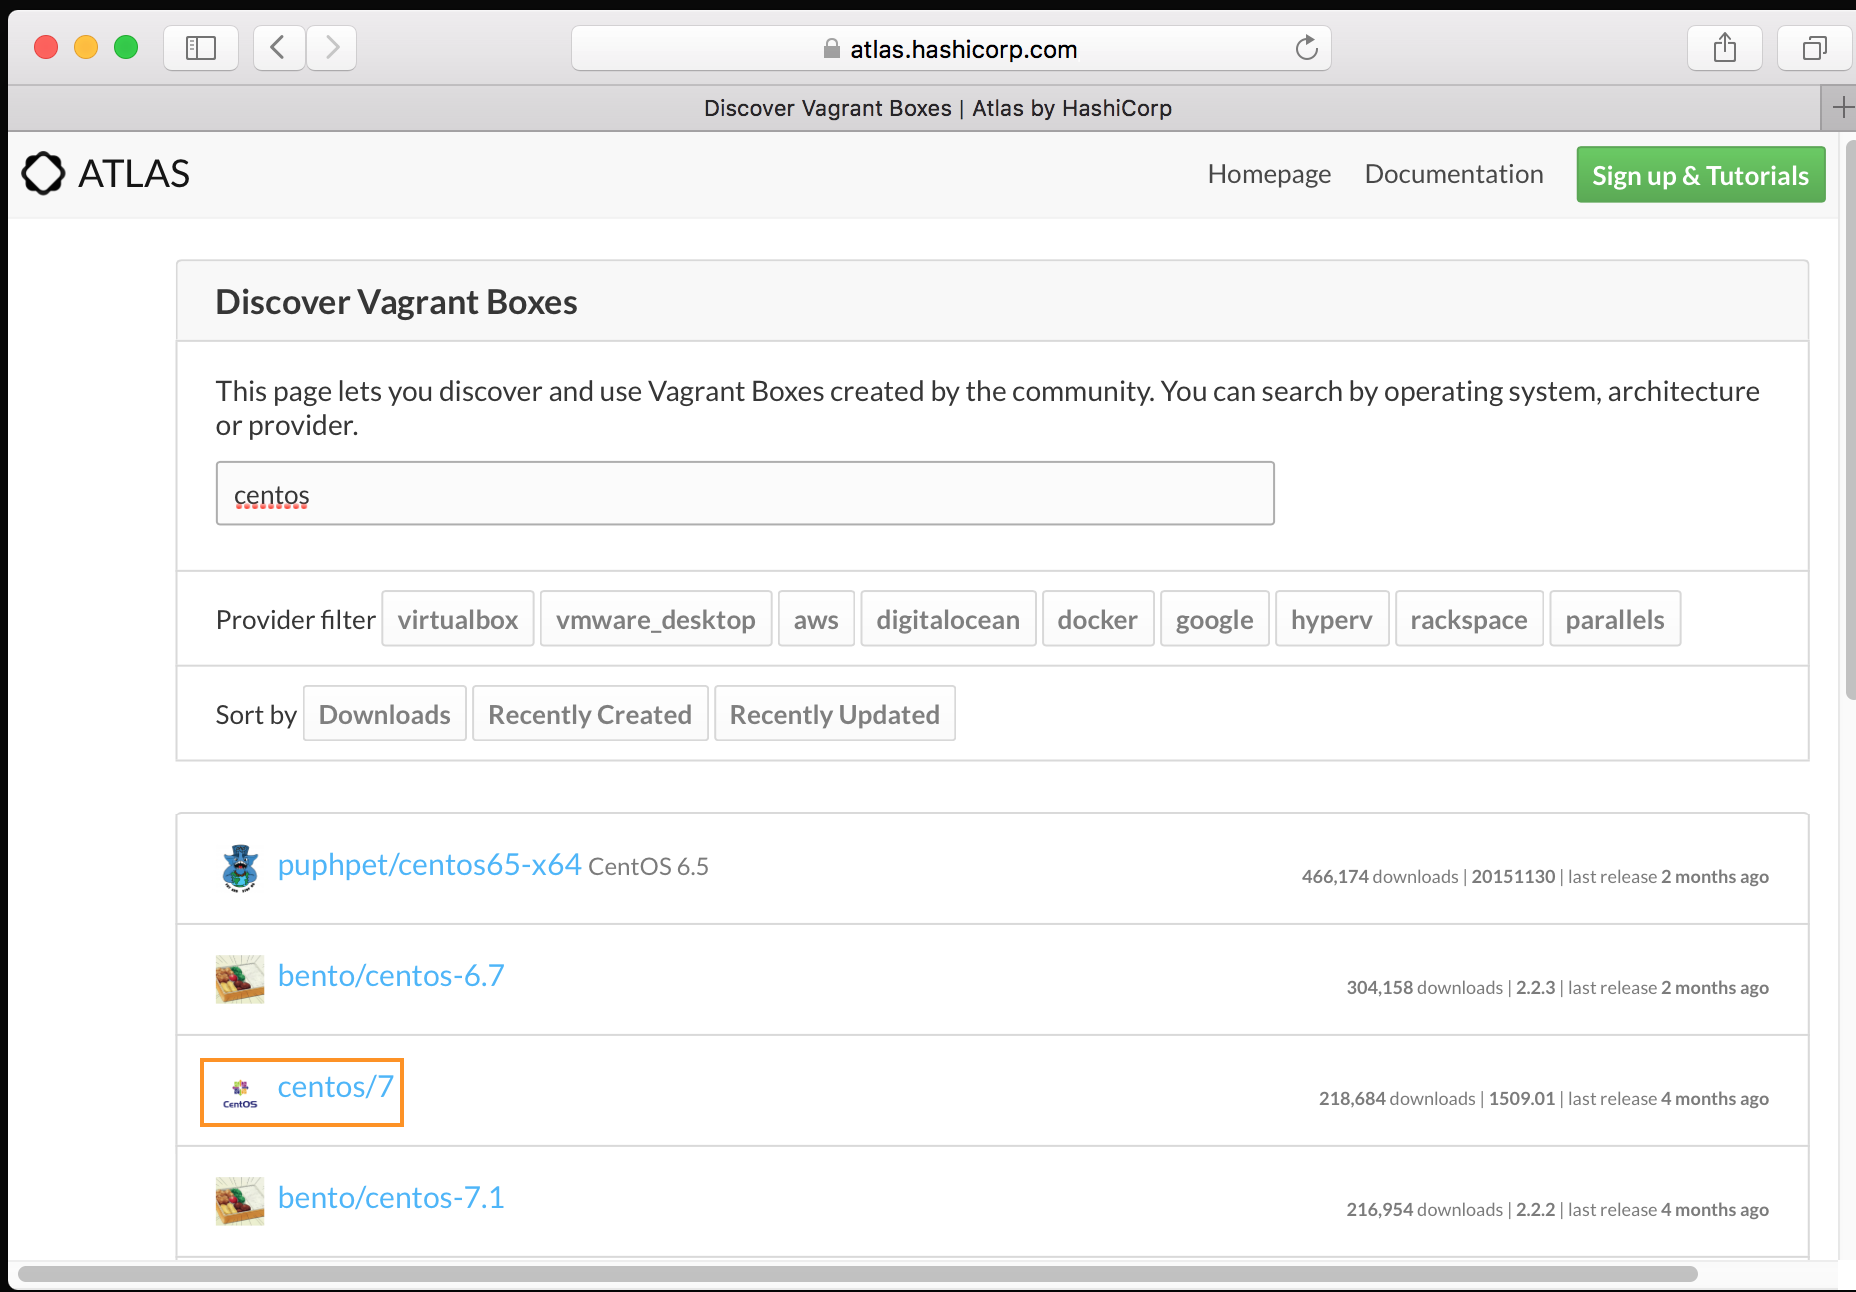 atlas.hashicorp.com
Discover Vagrant Boxes | Atlas by HashiCorp
ATLAS
Homepage Documentation Sign up & Tutorials
Discover Vagrant Boxes
This page lets you discover and use Vagrant Boxes created by the community. You can search by operating system, architecture
or provider.
centos
Provider filter virtualbox vmware_desktop aws digitalocean docker google hyperv rackspace parallels
Sort by Downloads Recently Created Recently Updated
puphpet/centos65-x64 CentOS 6.5
466,174 downloads | 20151130 | last release 2 months ago
bento/centos-6.7
304,158 downloads | 2.2.3 | last release 2 months ago
CentOS centos/7
218,684 downloads | 1509.01 | last release 4 months ago
bento/centos-7.1
216,954 downloads | 2.2.2 | last release 4 months ago